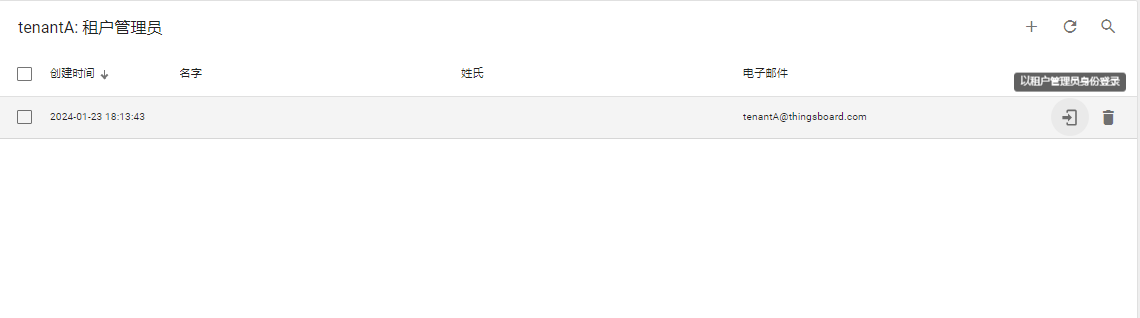 tenantA: 租户管理员
创建时间 名字 姓氏 电子邮件
以租户管理员身份登录
2024-01-23 18:13:43 tenantA@thingsboard.com